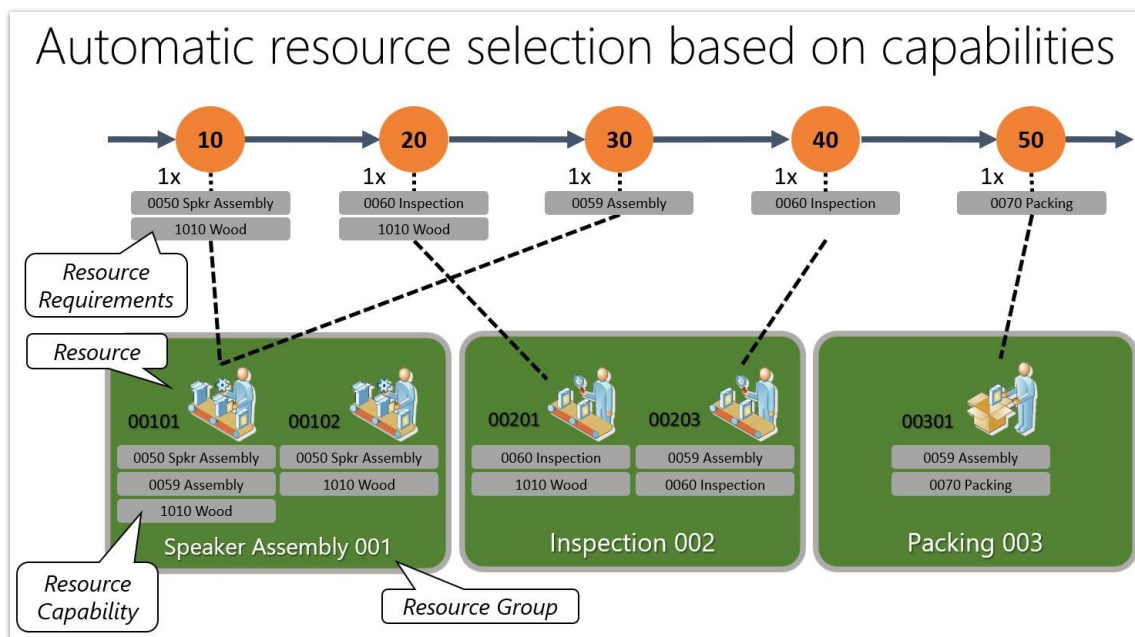 Automatic resource selection based on capabilities
10
20
30
40
50
1x
1x
1x
1x
1x
0050 Spkr Assembly
0060 Inspection
0059 Assembly
0060 Inspection
0070 Packing
1010 Wood
1010 Wood
Resource
Requirements
Resource
00101
00102
00201
00203
00301
0050 Spkr Assembly
0050 Spkr Assembly
0060 Inspection
0059 Assembly
0059 Assembly
0059 Assembly
1010 Wood
1010 Wood
0060 Inspection
0070 Packing
1010 Wood
Speaker Assembly 001
Inspection 002
Packing 003
Resource
Capability
Resource Group